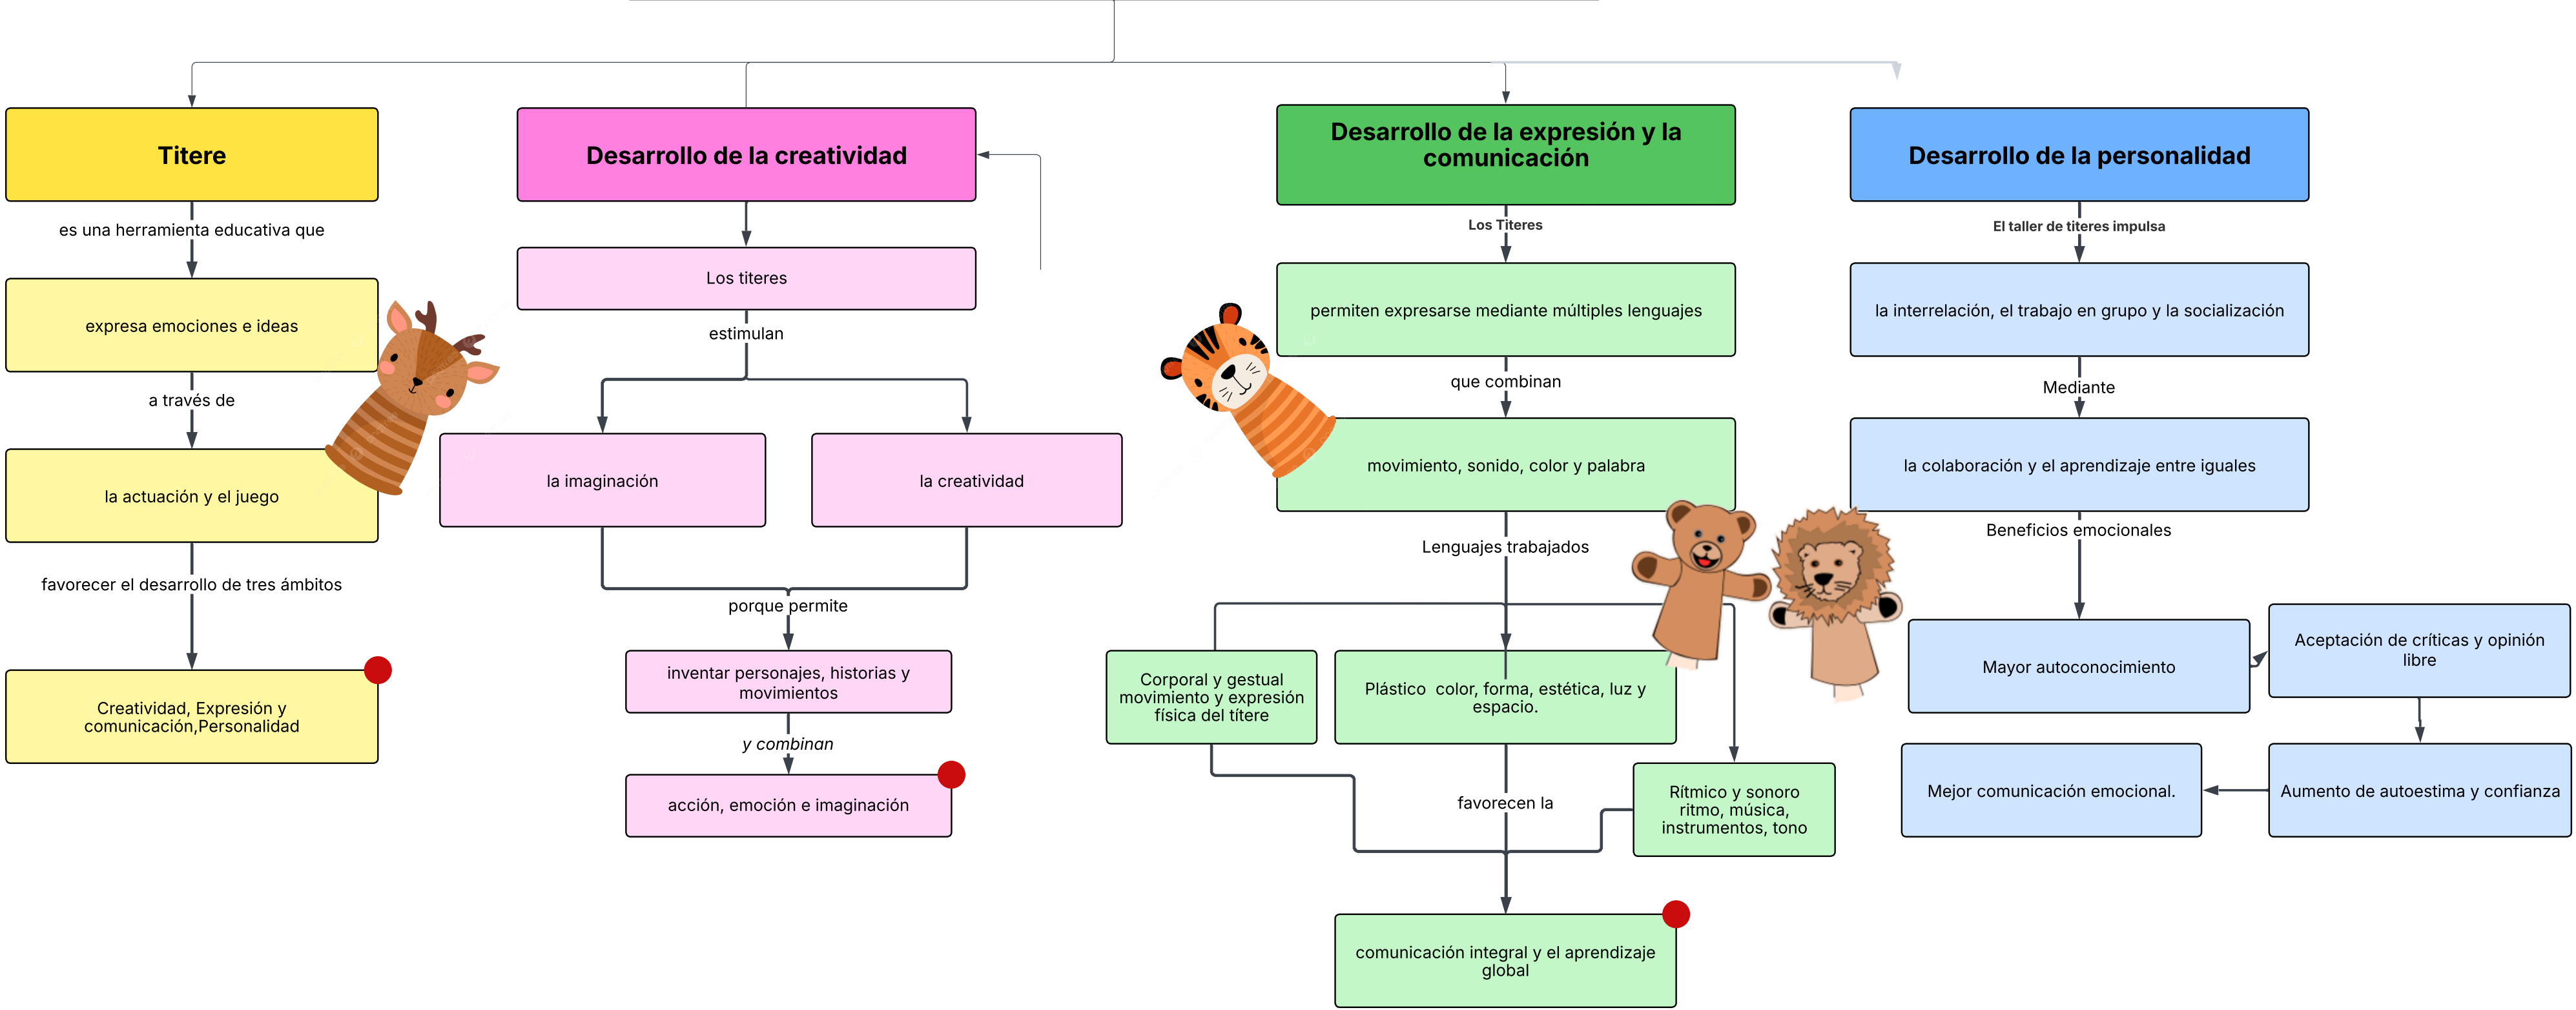 Titere
es una herramienta educativa que
expresa emociones e ideas
a través de
la actuación y el juego
favorecer el desarrollo de tres ámbitos
Creatividad, Expresión y
comunicación,Personalidad
Desarrollo de la creatividad
Los titeres
estimulan
la imaginación
la creatividad
porque permite
inventar personajes, historias y
movimientos
y combinan
acción, emoción e imaginación
Desarrollo de la expresión y la
comunicación
Los Titeres
permiten expresarse mediante múltiples lenguajes
que combinan
movimiento, sonido, color y palabra
Lenguajes trabajados
Corporal y gestual
movimiento y expresión
física del títere
Plástico  color, forma, estética, luz y
espacio.
Rítmico y sonoro
ritmo, música,
instrumentos, tono
favorecen la
comunicación integral y el aprendizaje
global
Desarrollo de la personalidad
El taller de titeres impulsa
la interrelación, el trabajo en grupo y la socialización
Mediante
la colaboración y el aprendizaje entre iguales
Beneficios emocionales
Mayor autoconocimiento
Aceptación de críticas y opinión
libre
Aumento de autoestima y confianza
Mejor comunicación emocional.